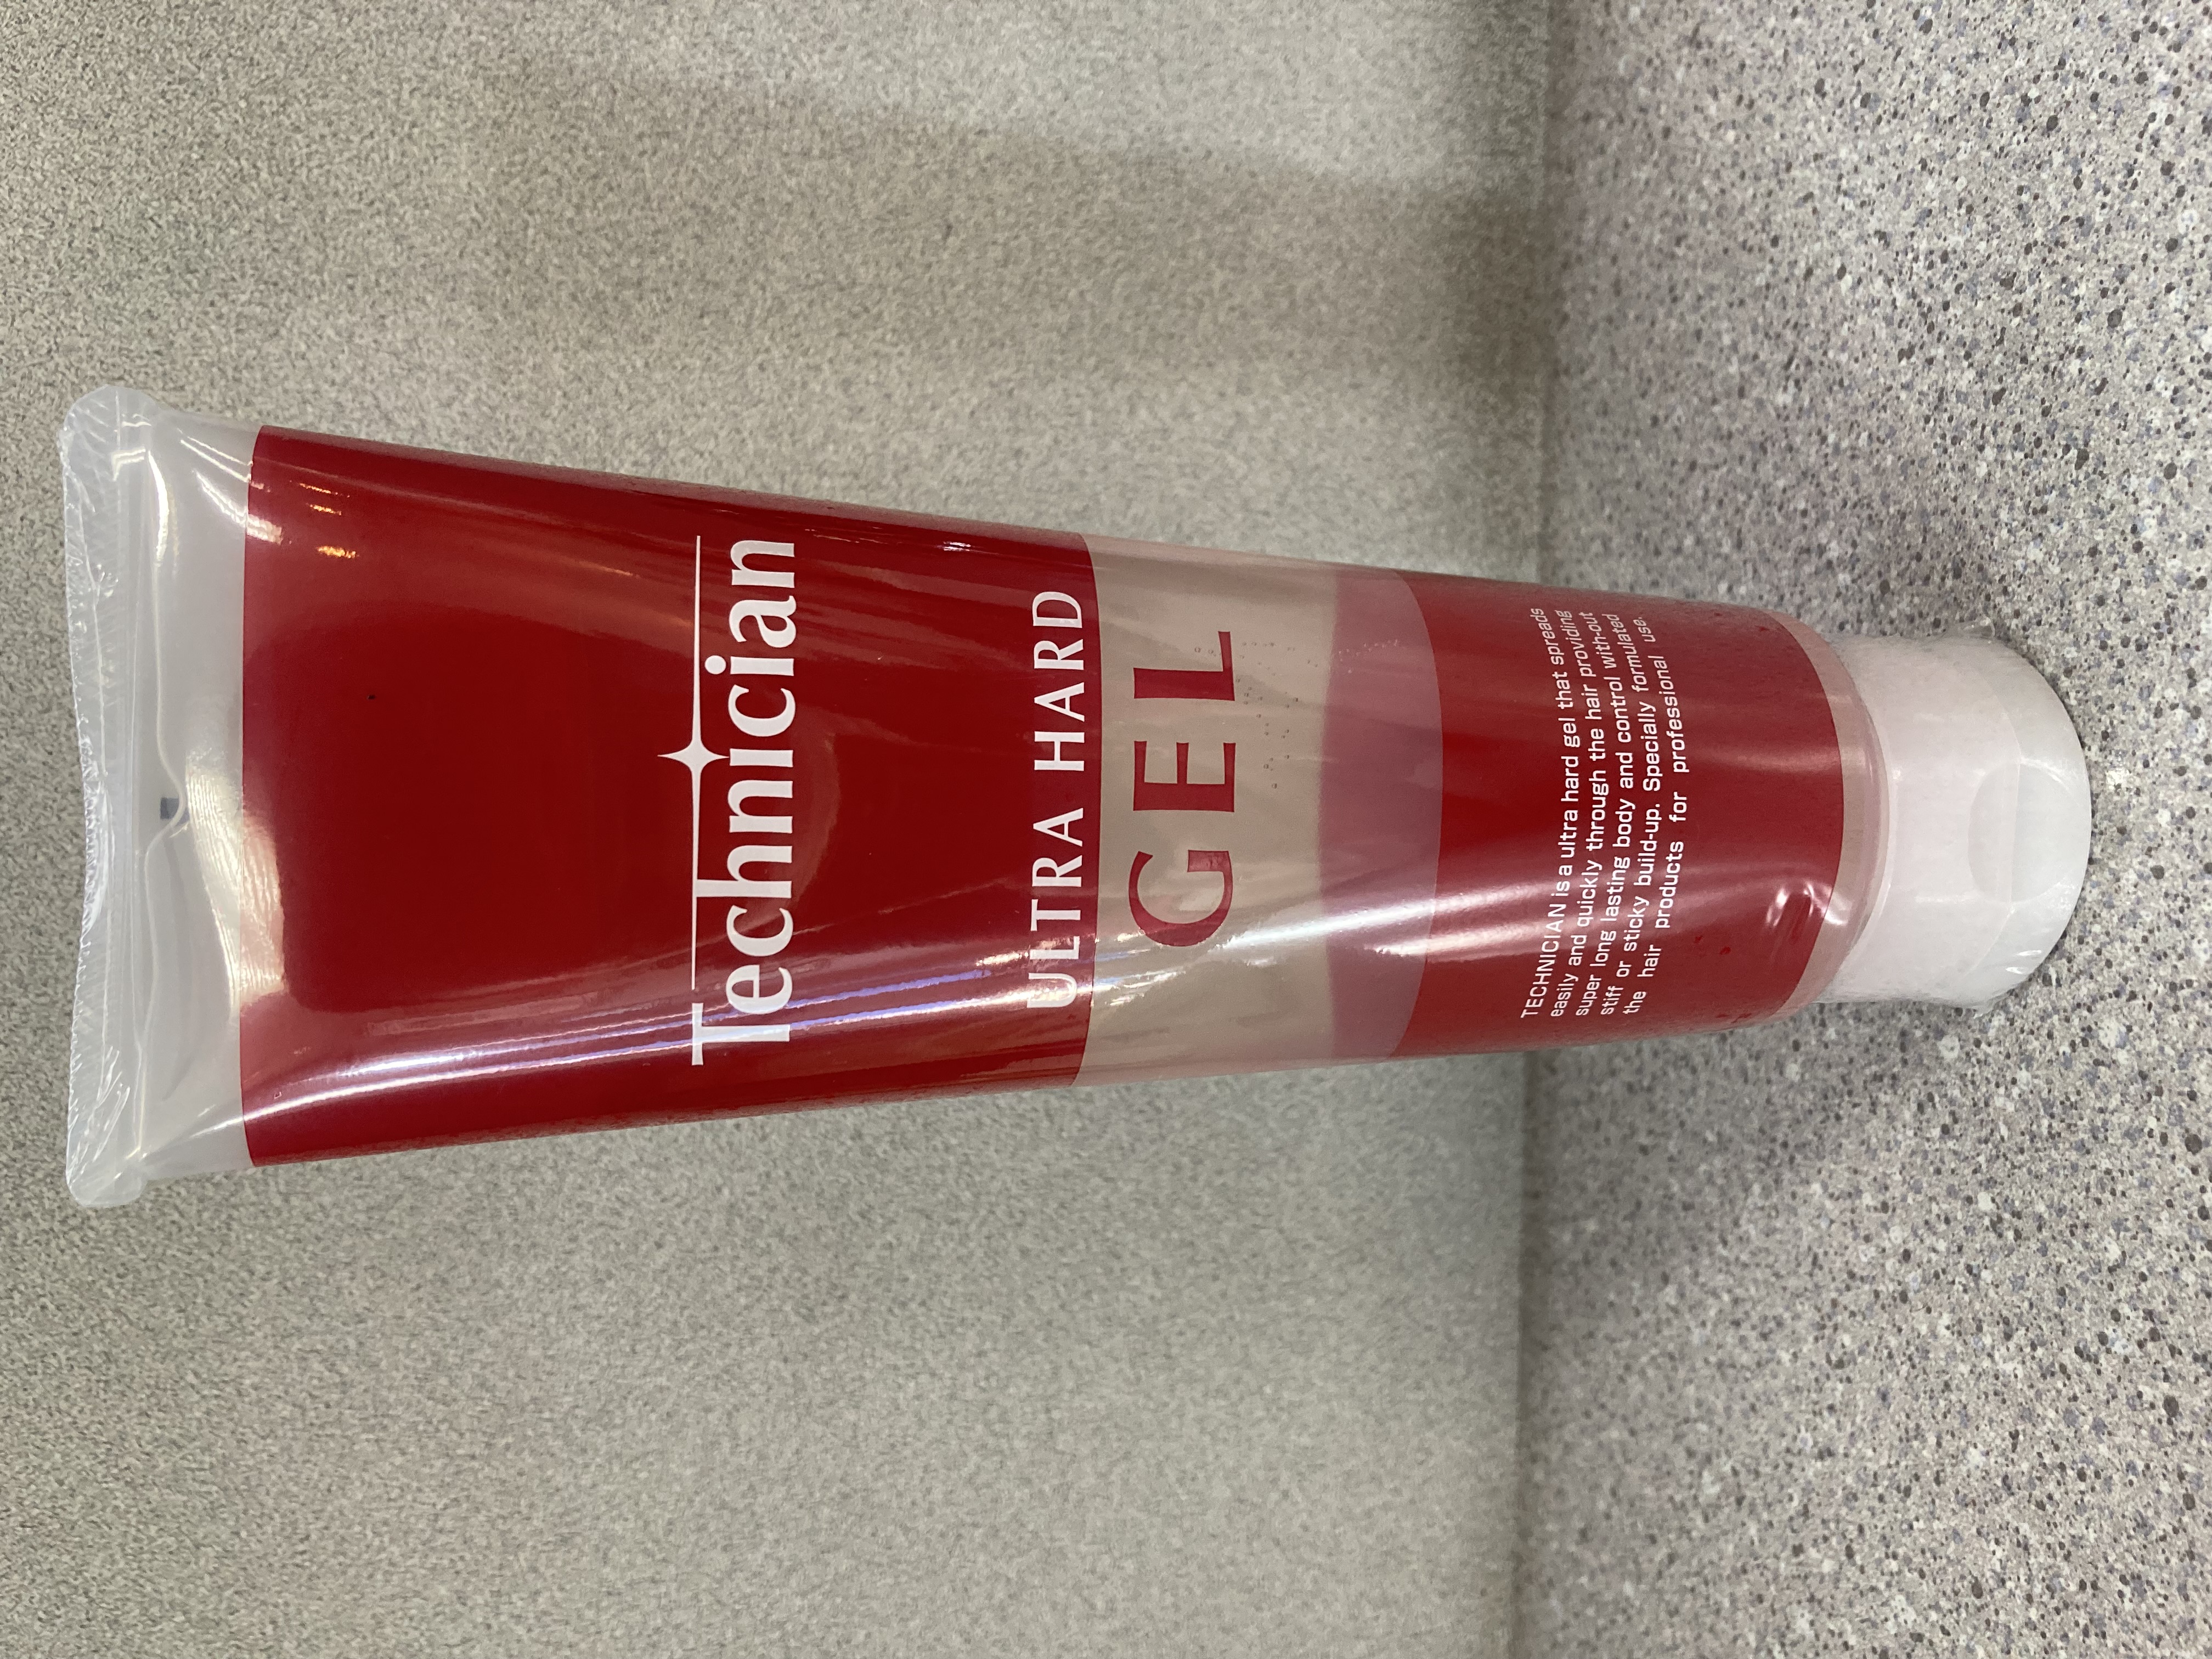 Technician
ULTRA HARD
GEL
TECHNICIAN is a ultra hard gel that spreads
easily and quickly through the hair providing
super long lasting body and control with-out
stiff or sticky build-up. Specially formulated
the hair products for professional use.